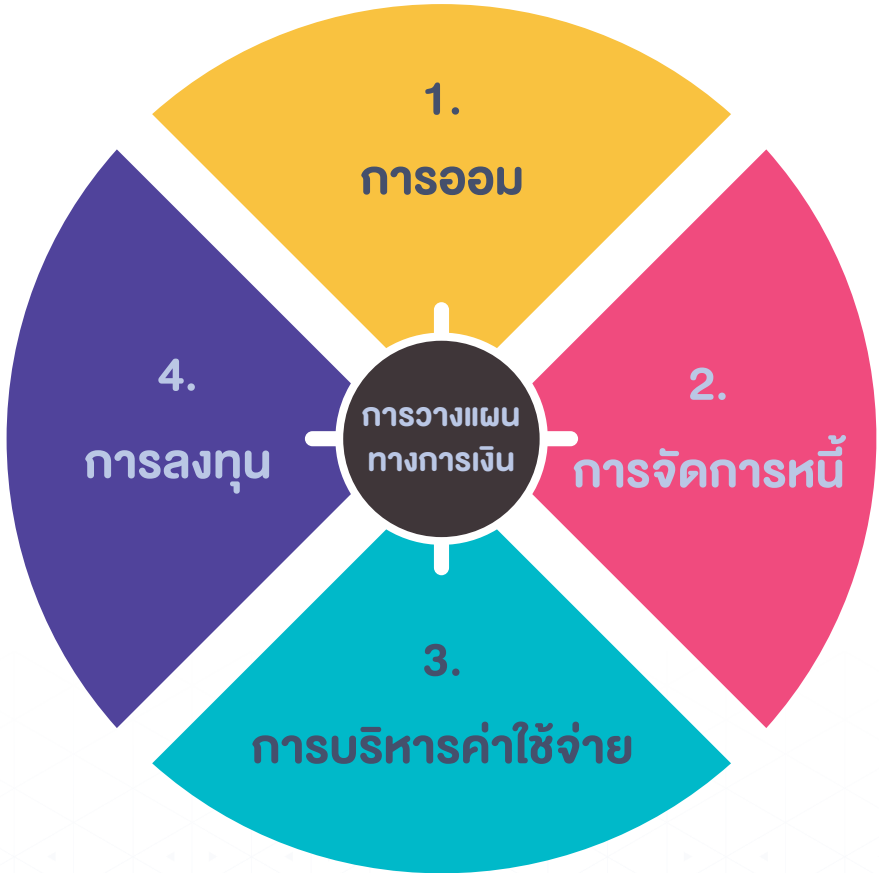 1.
การออม
2.
การจัดการหนี้
3.
การบริหารค่าใช้จ่าย
4.
การลงทุน
การวางแผน
ทางการเงิน